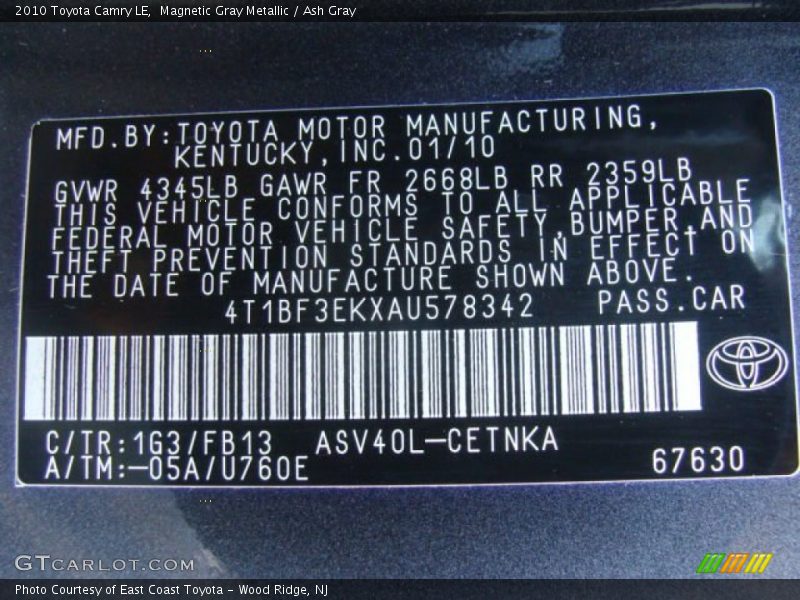 2010 Toyota Camry LE,  Magnetic Gray Metallic / Ash Gray
MFD.BY:TOYOTA MOTOR MANUFACTURING,
KENTUCKY,INC.01/10
GVWR 4345LB GAWR FR 2668LB RR 2359LB
THIS VEHICLE CONFORMS TO ALL APPLICABLE
FEDERAL MOTOR VEHICLE SAFETY,BUMPER,AND
THEFT PREVENTION STANDARDS IN EFFECT ON
THE DATE OF MANUFACTURE SHOWN ABOVE.
4T1BF3EKXAU578342 PASS.CAR
C/TR:1G3/FB13 ASV40L-CETNKA
A/TM:-05A/U760E 67630
GTCARLOT.COM
Photo Courtesy of East Coast Toyota - Wood Ridge, NJ